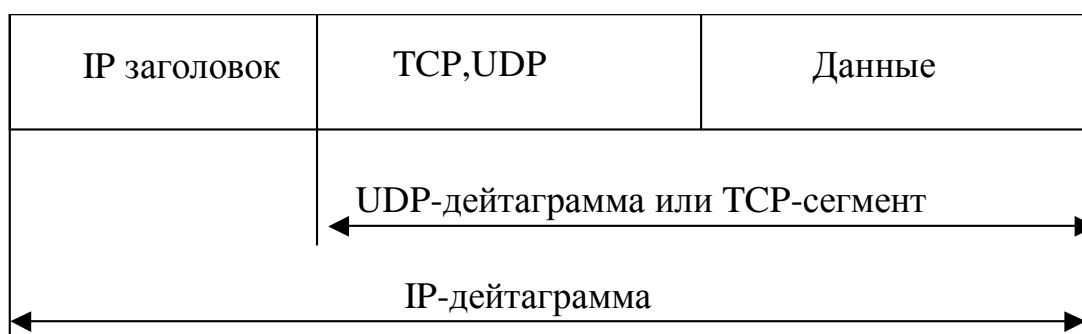 IP заголовок
TCP,UDP
Данные
UDP-дейтаграмма или TCP-сегмент
IP-дейтаграмма